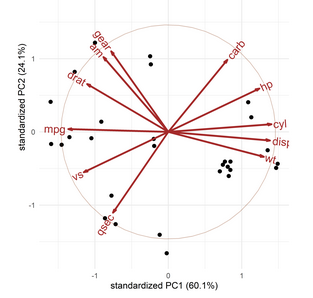 gear
am
carb
drat
hp
mpg
cyl
disp
wt
vs
qsec
1
0
-1
-1
0
1
standardized PC2 (24.1%)
standardized PC1 (60.1%)